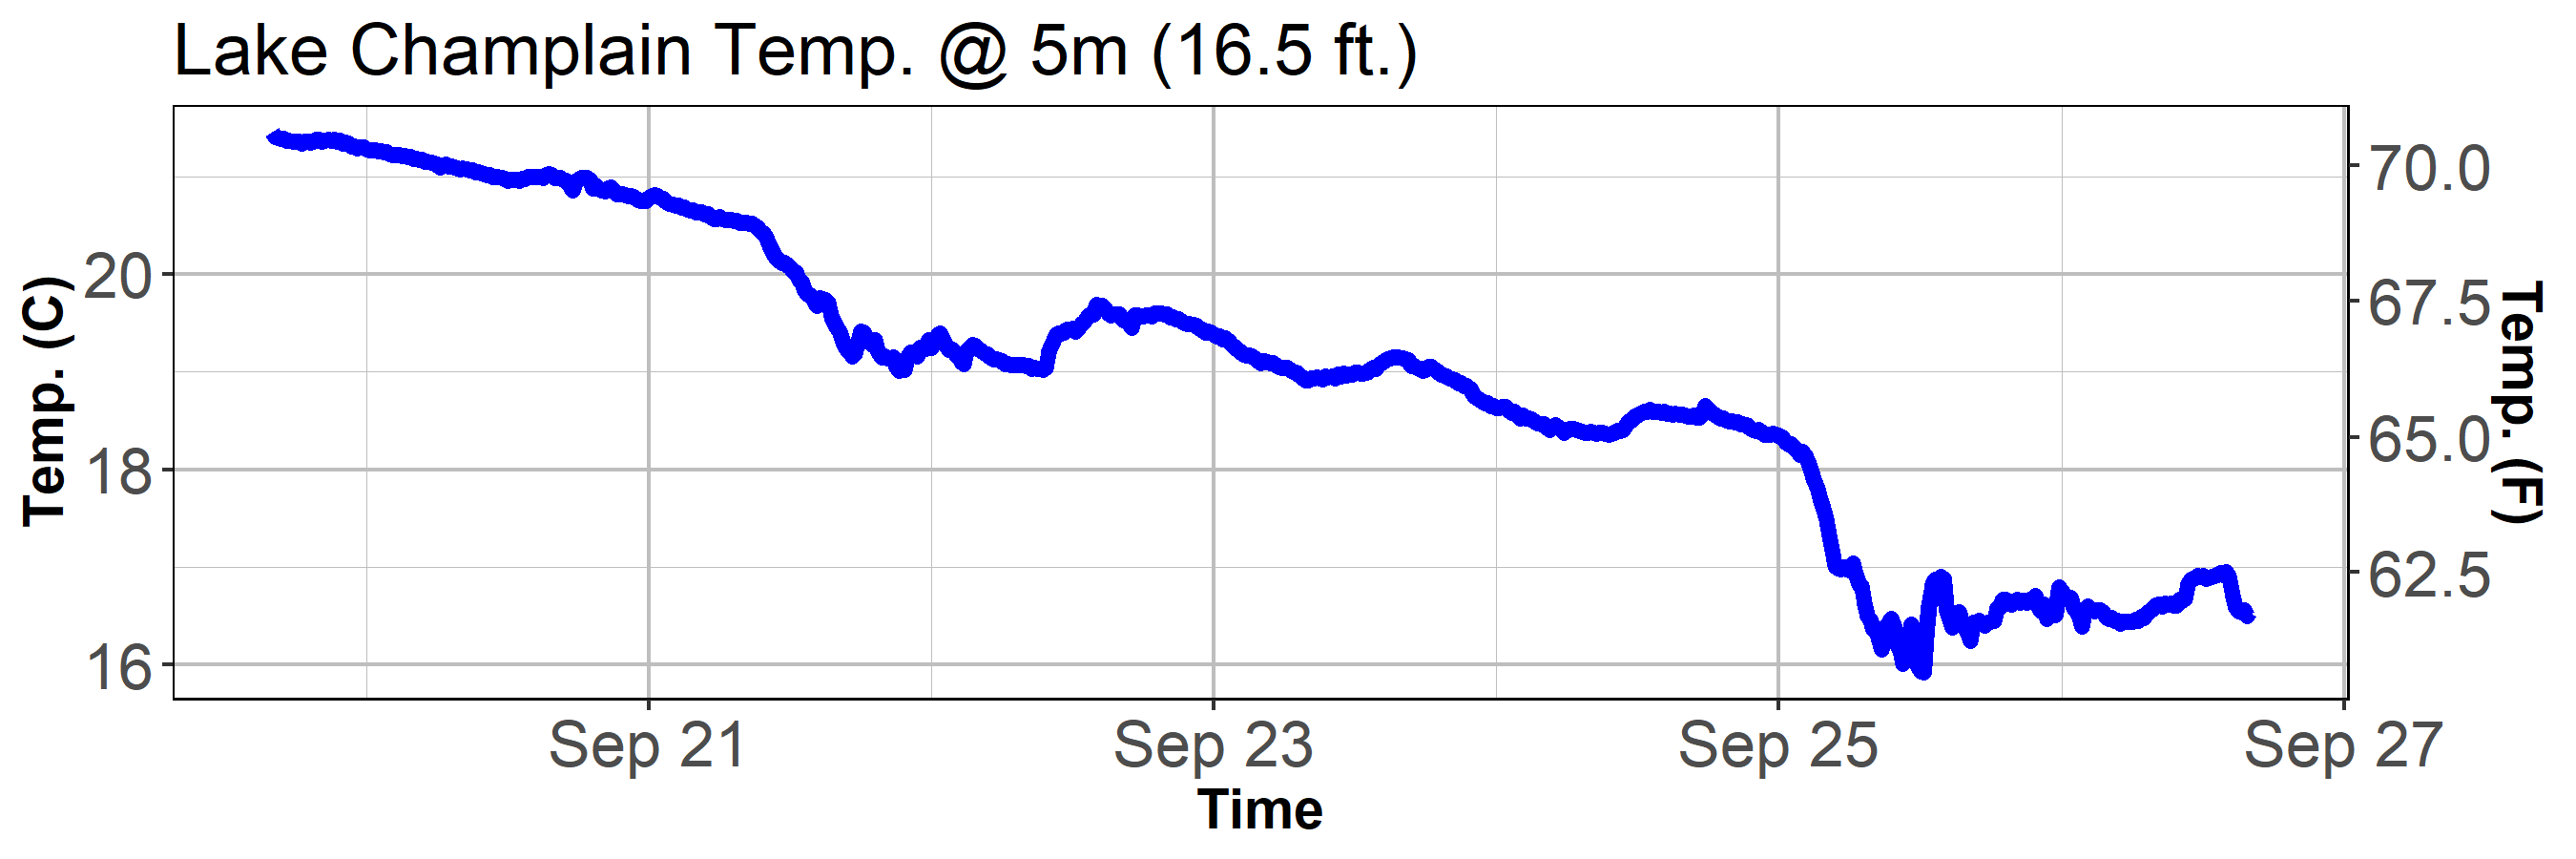 Lake Champlain Temp. @ 5m (16.5 ft.)
Temp. (C)
20
18
16
70.0
67.5
65.0
62.5
Temp. (F)
Sep 21
Sep 23
Sep 25
Sep 27
Time